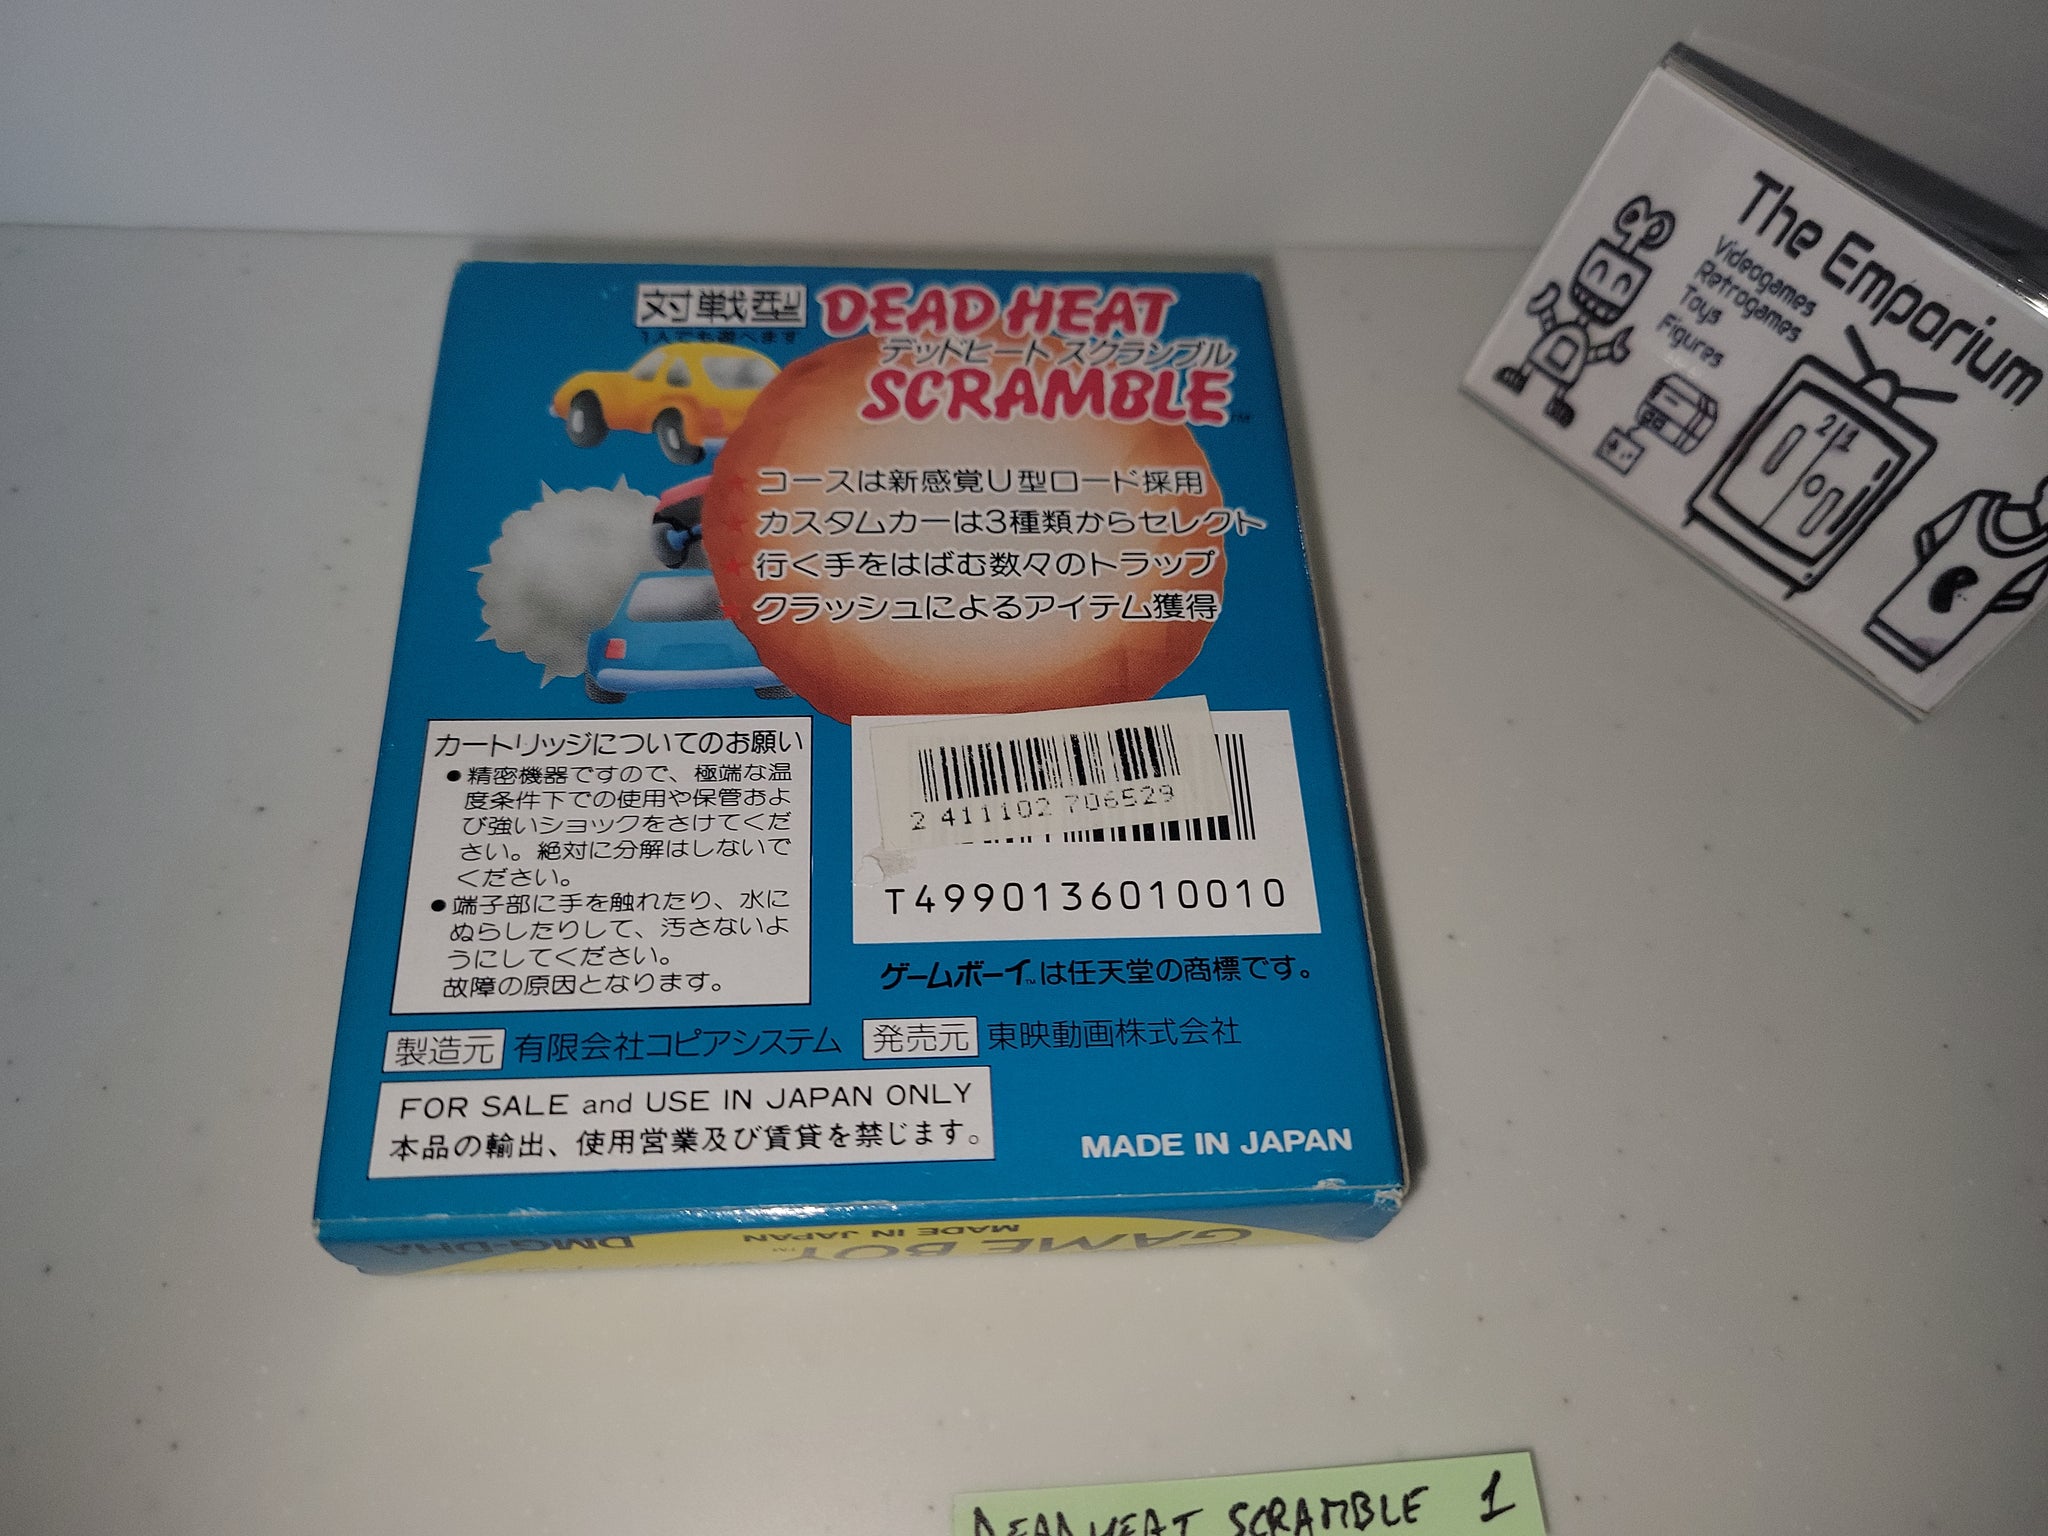 対戦型
1人でも遊べます
DEAD HEAT
デッドヒート スクランブル
SCRAMBLE™
コースは新感覚U型ロード採用
カスタムカーは3種類からセレクト
行く手をはばむ数々のトラップ
クラッシュによるアイテム獲得
カートリッジについてのお願い
●精密機器ですので、極端な温
度条件下での使用や保管およ
び強いショックをさけてくだ
さい。絶対に分解はしないで
ください。
●端子部に手を触れたり、水に
ぬらしたりして、汚さないよ
うにしてください。
故障の原因となります。
2 411102 706529
T4990136010010
ゲームボーイ™は任天堂の商標です。
製造元 有限会社コピアシステム 発売元 東映動画株式会社
FOR SALE and USE IN JAPAN ONLY
本品の輸出、使用営業及び賃貸を禁じます。
MADE IN JAPAN
DMG-DHA
MADE IN JAPAN
GAME BOY™
The Emporium
Videogames
Retrogames
Toys
Figures
21
DEAD HEAT SCRAMBLE 1